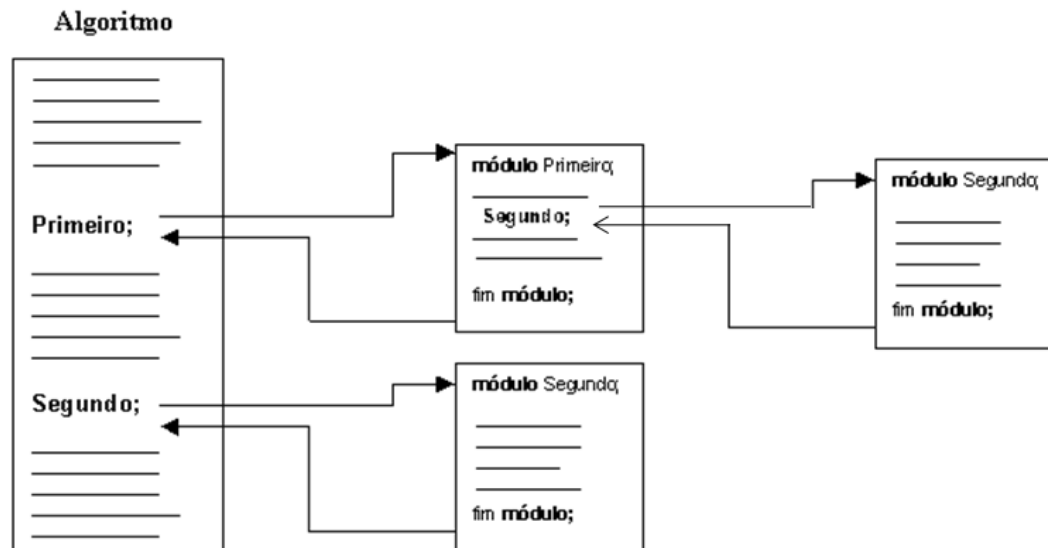 Algoritmo
Primeiro;
Segundo;
módulo Primeiro;
Segundo;
fim módulo;
módulo Segundo;
fim módulo;
módulo Segundo;
fim módulo;